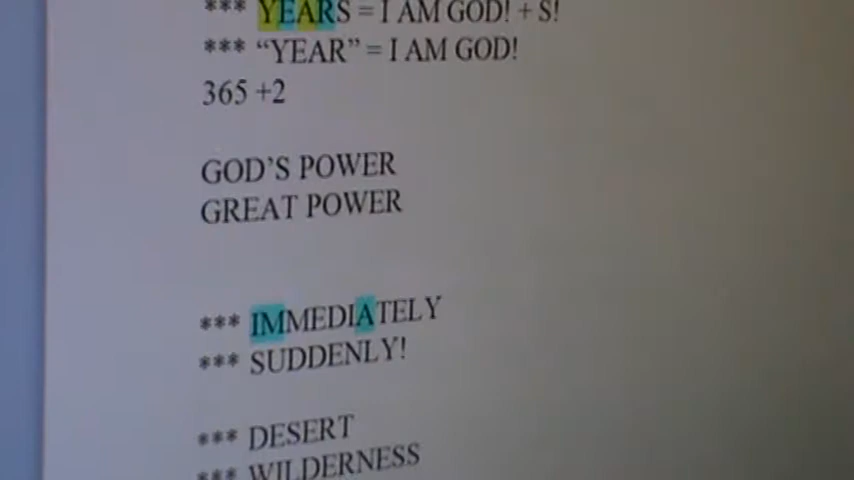 *** YEARS = I AM GOD! + S!
*** “YEAR” = I AM GOD!
365 +2
GOD’S POWER
GREAT POWER
*** IMMEDIATELY
*** SUDDENLY!
*** DESERT
*** WILDERNESS